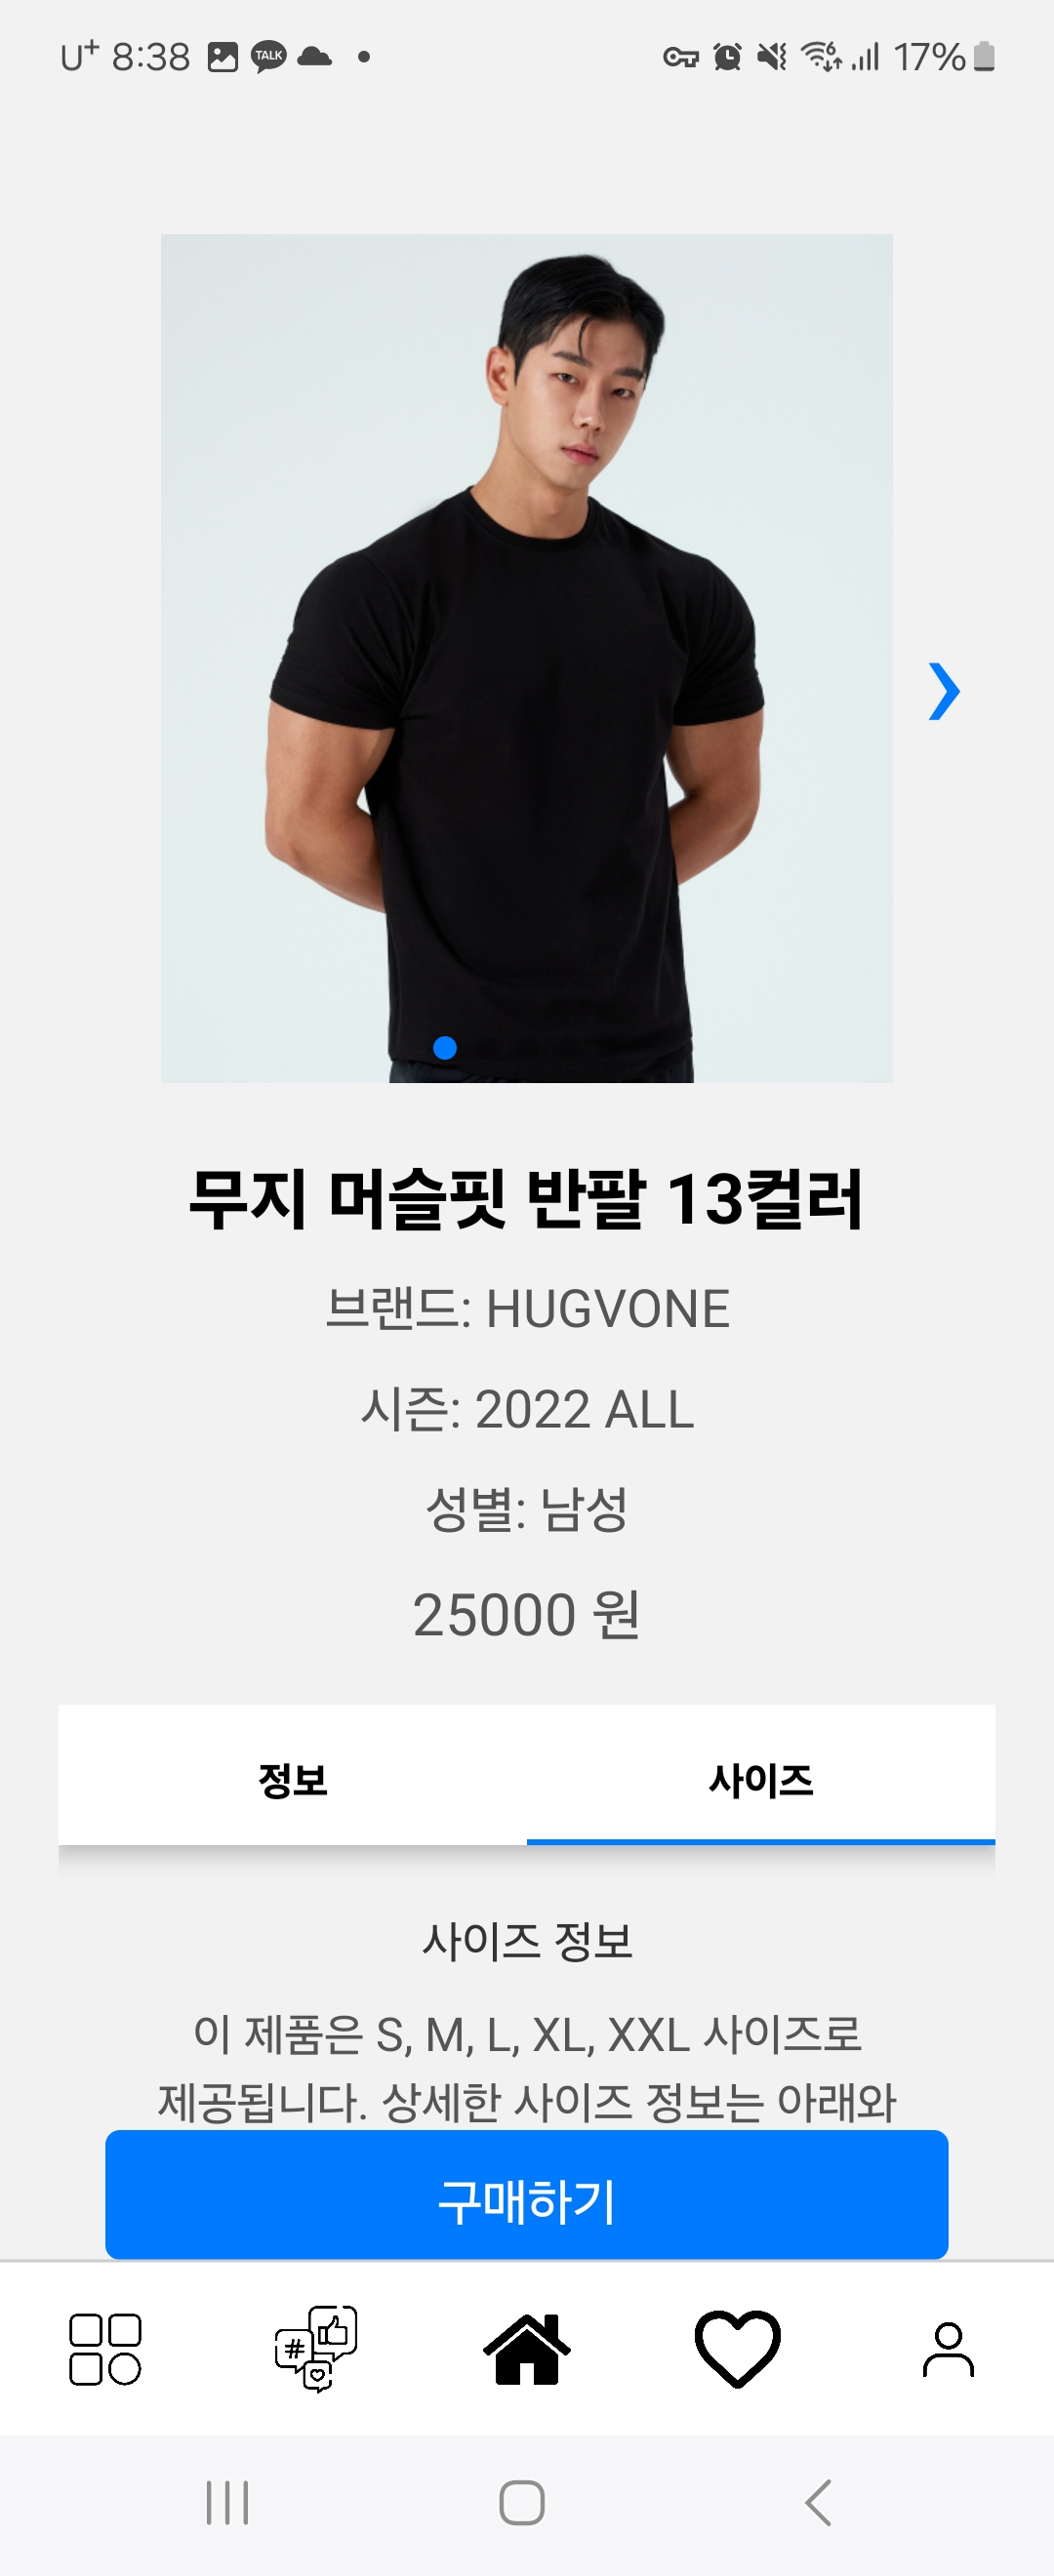 U+ 8:38 TALK 6 17%
무지 머슬핏 반팔 13컬러
브랜드: HUGVONE
시즌: 2022 ALL
성별: 남성
25000 원
정보 사이즈
사이즈 정보
이 제품은 S, M, L, XL, XXL 사이즈로
제공됩니다. 상세한 사이즈 정보는 아래와
구매하기
#